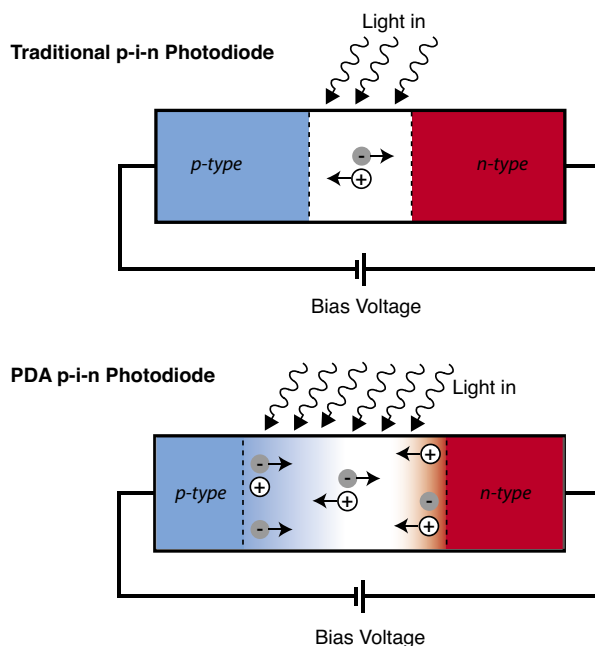 Light in
Traditional p-i-n Photodiode
p-type
n-type
-
+
Bias Voltage
PDA p-i-n Photodiode
Light in
+
-
-
p-type
+
+
-
n-type
-
+
Bias Voltage